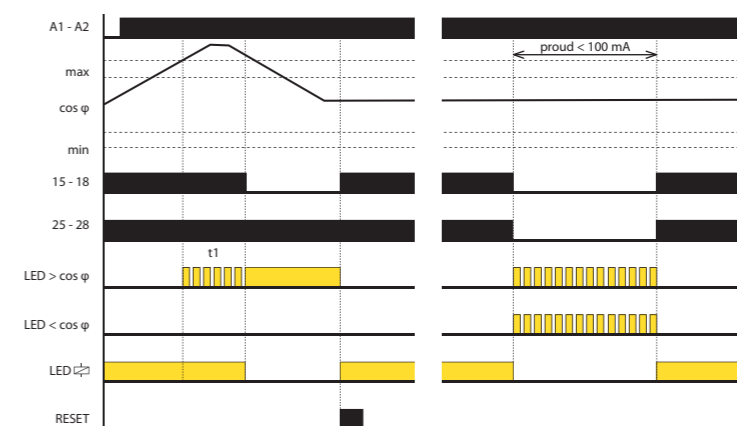 A1 - A2
proud < 100 mA
max
cos φ
min
15 - 18
25 - 28
t1
LED > cos φ
LED < cos φ
LED
RESET